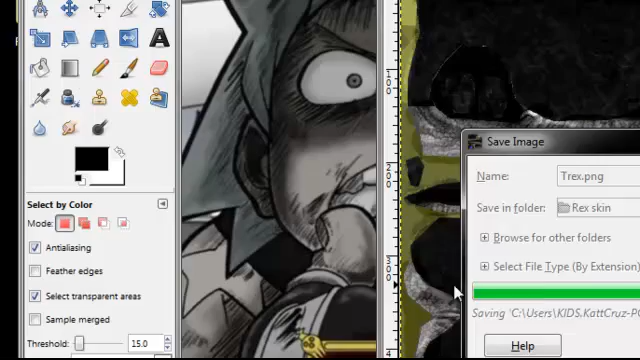 Save Image
Name: Trex.png
Save in folder: Rex skin
Browse for other folders
Select File Type (By Extension)
Saving 'C:\Users\KIDS.KattCruz-PC
Help
Select by Color
Mode:
Antialiasing
Feather edges
Select transparent areas
Sample merged
Threshold: 15.0